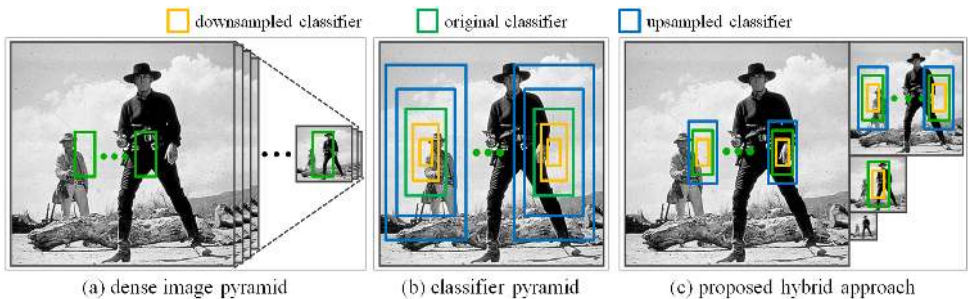 downsampled classifier original classifier upsampled classifier
(a) dense image pyramid (b) classifier pyramid (c) proposed hybrid approach